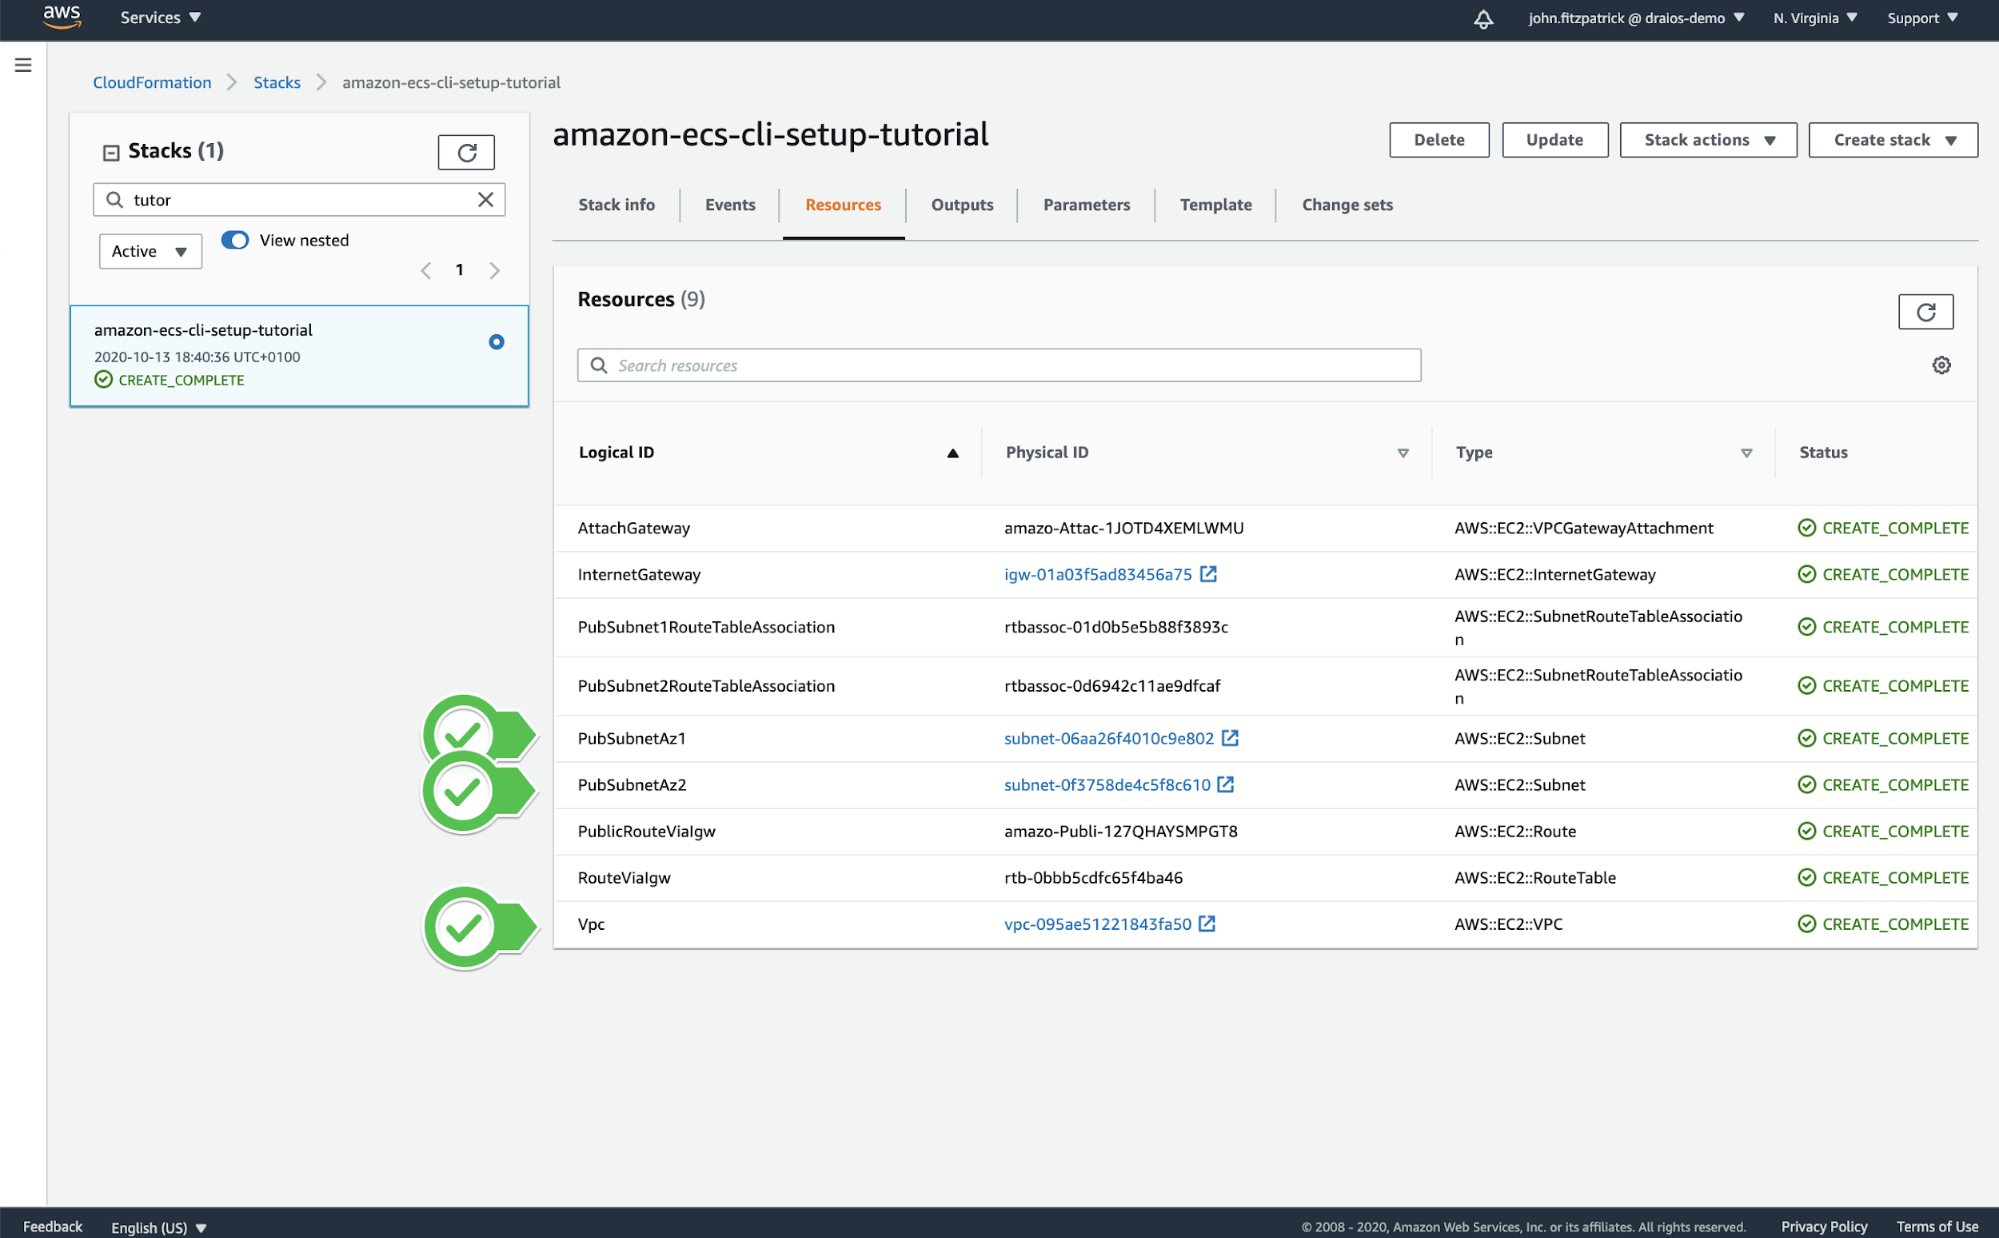 aws
Services
john.fitzpatrick @ draios-demo
N. Virginia
Support
CloudFormation
Stacks
amazon-ecs-cli-setup-tutorial
Stacks (1)
tutor
Active
View nested
1
amazon-ecs-cli-setup-tutorial
2020-10-13 18:40:36 UTC+0100
CREATE_COMPLETE
amazon-ecs-cli-setup-tutorial
Delete
Update
Stack actions
Create stack
Stack info
Events
Resources
Outputs
Parameters
Template
Change sets
Resources (9)
Search resources
Logical ID Physical ID Type Status
AttachGateway amazo-Attac-1JOTD4XEMLWMU AWS::EC2::VPCGatewayAttachment CREATE_COMPLETE
InternetGateway igw-01a03f5ad83456a75 AWS::EC2::InternetGateway CREATE_COMPLETE
PubSubnet1RouteTableAssociation rtbassoc-01d0b5e5b88f3893c AWS::EC2::SubnetRouteTableAssociatio
n CREATE_COMPLETE
PubSubnet2RouteTableAssociation rtbassoc-0d6942c11ae9dfcaf AWS::EC2::SubnetRouteTableAssociatio
n CREATE_COMPLETE
PubSubnetAz1 subnet-06aa26f4010c9e802 AWS::EC2::Subnet CREATE_COMPLETE
PubSubnetAz2 subnet-0f3758de4c5f8c610 AWS::EC2::Subnet CREATE_COMPLETE
PublicRouteViaIgw amazo-Publi-127QHAYSMPGT8 AWS::EC2::Route CREATE_COMPLETE
RouteViaIgw rtb-0bbb5cdfc65f4ba46 AWS::EC2::RouteTable CREATE_COMPLETE
Vpc vpc-095ae51221843fa50 AWS::EC2::VPC CREATE_COMPLETE
Feedback
English (US)
© 2008 - 2020, Amazon Web Services, Inc. or its affiliates. All rights reserved.
Privacy Policy
Terms of Use